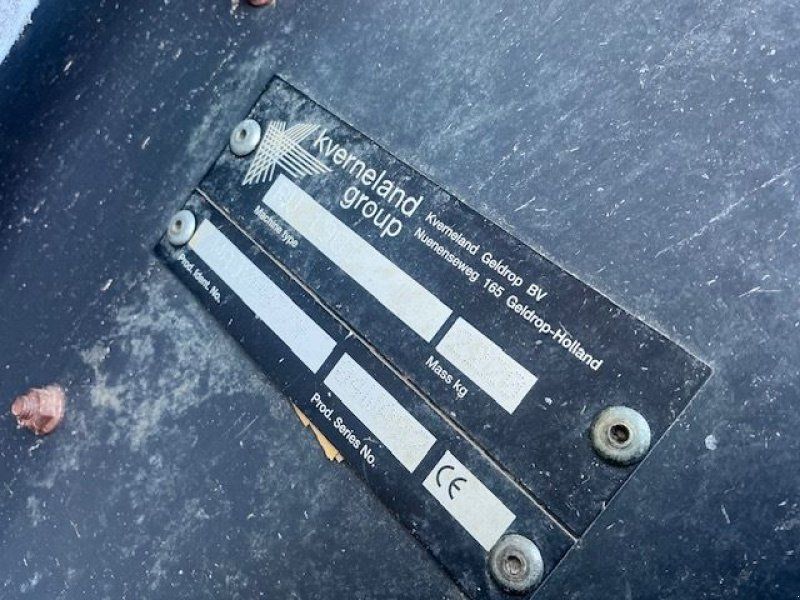 kverneland
group
Kverneland Geldrop BV
Nuenenseweg 165 Geldrop-Holland
Machine type
Mass kg
Prod. Ident. No.
Prod. Series No.
CE